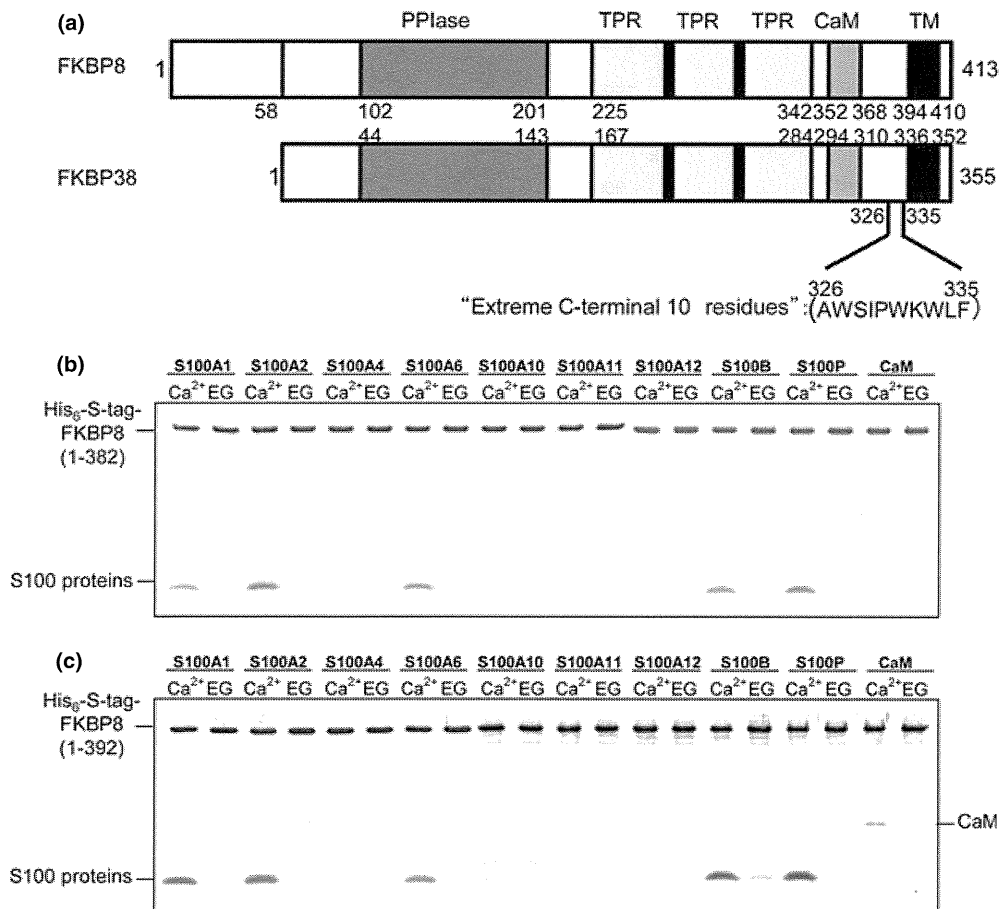 (a)
PPIase TPR TPR TPR CaM TM
FKBP8 1 413
58 102 201 225 342 352 368 394 410
44 143 167 284 294 310 336 352
FKBP38 1 355
326 335
326 335
"Extreme C-terminal 10 residues":(AWSIPWKWLF)
(b)
S100A1 S100A2 S100A4 S100A6 S100A10 S100A11 S100A12 S100B S100P CaM
Ca²⁺ EG Ca²⁺ EG Ca²⁺ EG Ca²⁺ EG Ca²⁺ EG Ca²⁺ EG Ca²⁺ EG Ca²⁺ EG Ca²⁺ EG Ca²⁺ EG
His₆-S-tag-
FKBP8
(1-382)
S100 proteins
(c)
S100A1 S100A2 S100A4 S100A6 S100A10 S100A11 S100A12 S100B S100P CaM
Ca²⁺ EG Ca²⁺ EG Ca²⁺ EG Ca²⁺ EG Ca²⁺ EG Ca²⁺ EG Ca²⁺ EG Ca²⁺ EG Ca²⁺ EG Ca²⁺ EG
His₆-S-tag-
FKBP8
(1-392)
CaM
S100 proteins